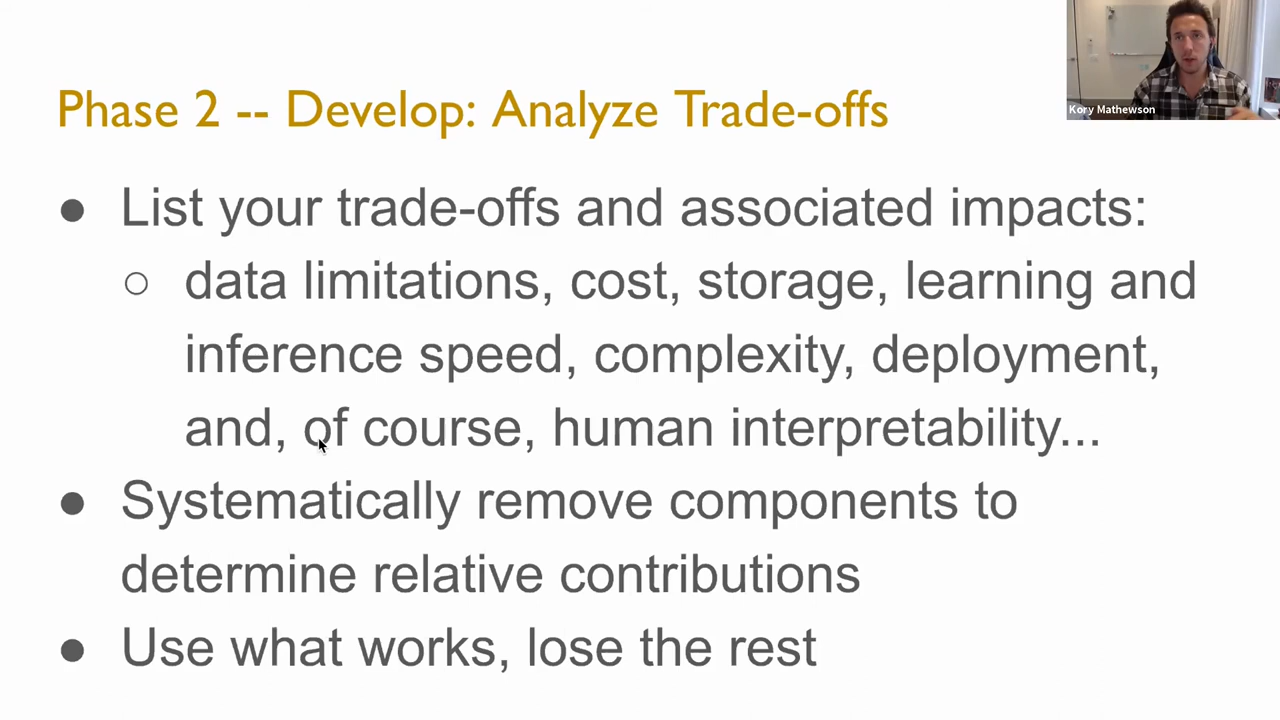 Phase 2 -- Develop: Analyze Trade-offs
Kory Mathewson
● List your trade-offs and associated impacts:
○ data limitations, cost, storage, learning and
inference speed, complexity, deployment,
and, of course, human interpretability...
● Systematically remove components to
determine relative contributions
● Use what works, lose the rest